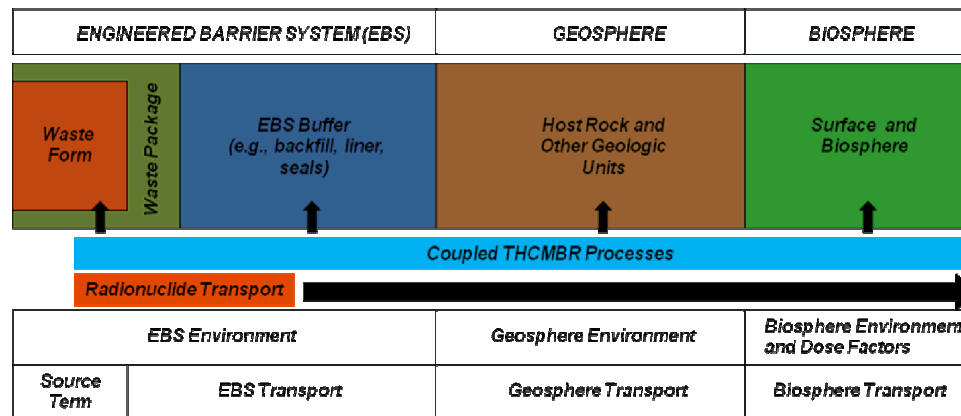 ENGINEERED BARRIER SYSTEM (EBS)
GEOSPHERE
BIOSPHERE
Waste
Form
Waste Package
EBS Buffer
(e.g., backfill, liner,
seals)
Host Rock and
Other Geologic
Units
Surface and
Biosphere
Coupled THCMBR Processes
Radionuclide Transport
EBS Environment
Geosphere Environment
Biosphere Environmen
and Dose Factors
Source
Term
EBS Transport
Geosphere Transport
Biosphere Transport